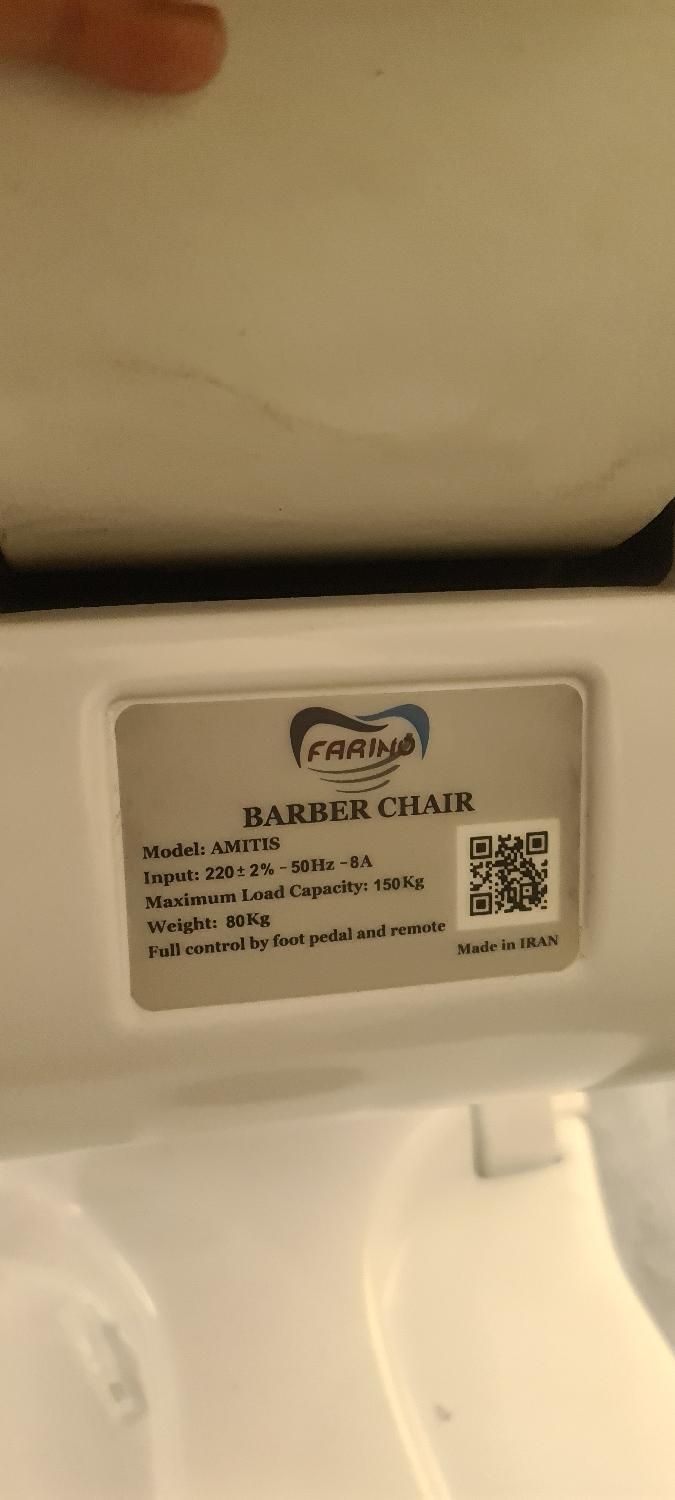 FARINO
BARBER CHAIR
Model: AMITIS
Input: 220± 2% - 50Hz -8A
Maximum Load Capacity: 150Kg
Weight: 80Kg
Full control by foot pedal and remote
Made in IRAN